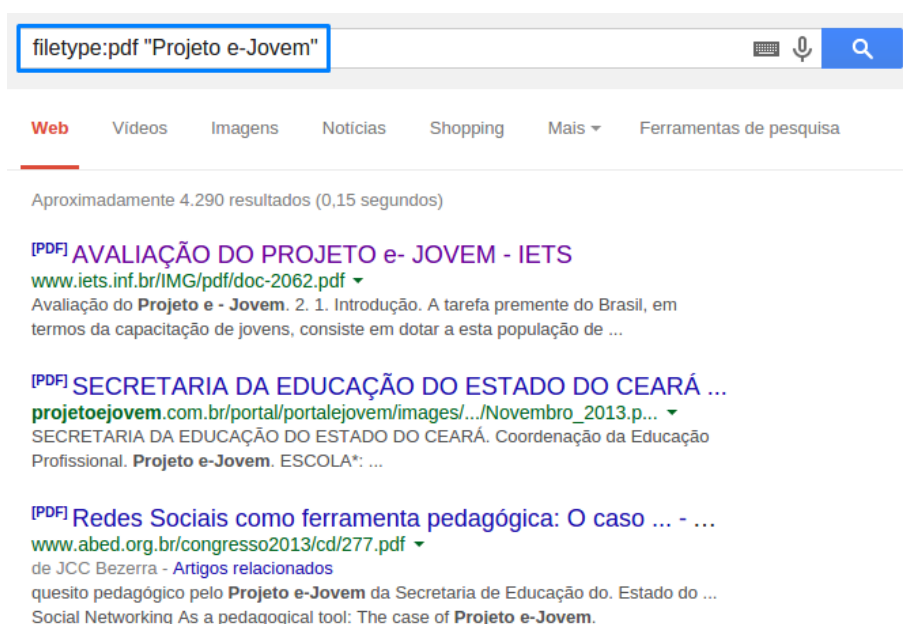 filetype:pdf "Projeto e-Jovem"
Web Vídeos Imagens Notícias Shopping Mais Ferramentas de pesquisa
Aproximadamente 4.290 resultados (0,15 segundos)
[PDF] AVALIAÇÃO DO PROJETO e- JOVEM - IETS
www.iets.inf.br/IMG/pdf/doc-2062.pdf
Avaliação do Projeto e - Jovem. 2. 1. Introdução. A tarefa premente do Brasil, em
termos da capacitação de jovens, consiste em dotar a esta população de ...
[PDF] SECRETARIA DA EDUCAÇÃO DO ESTADO DO CEARÁ ...
projetoejovem.com.br/portal/portalejovem/images/.../Novembro_2013.p...
SECRETARIA DA EDUCAÇÃO DO ESTADO DO CEARÁ. Coordenação da Educação
Profissional. Projeto e-Jovem. ESCOLA*: ...
[PDF] Redes Sociais como ferramenta pedagógica: O caso ... - ...
www.abed.org.br/congresso2013/cd/277.pdf
de JCC Bezerra - Artigos relacionados
quesito pedagógico pelo Projeto e-Jovem da Secretaria de Educação do. Estado do ...
Social Networking As a pedagogical tool: The case of Projeto e-Jovem.